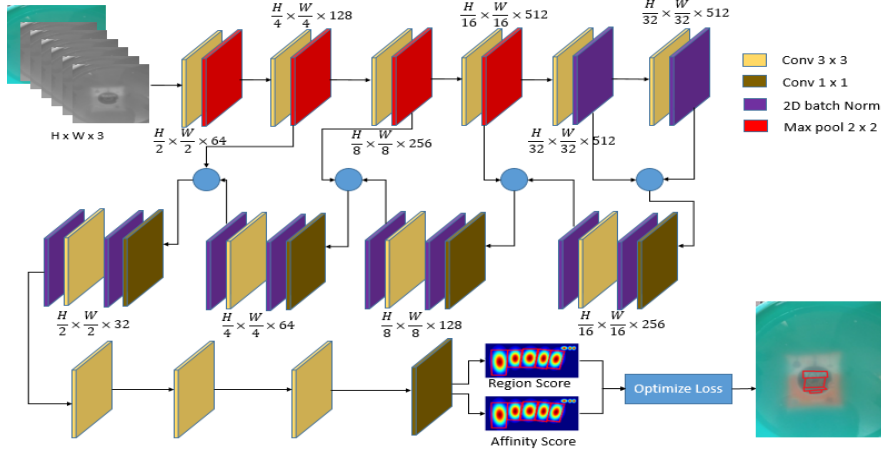 H/4 × W/4 × 128
H/16 × W/16 × 512
H/32 × W/32 × 512
Conv 3 x 3
Conv 1 x 1
2D batch Norm
Max pool 2 x 2
H x W x 3
H/2 × W/2 × 64
H/8 × W/8 × 256
H/32 × W/32 × 512
H/2 × W/2 × 32
H/4 × W/4 × 64
H/8 × W/8 × 128
H/16 × W/16 × 256
Region Score
Optimize Loss
Affinity Score